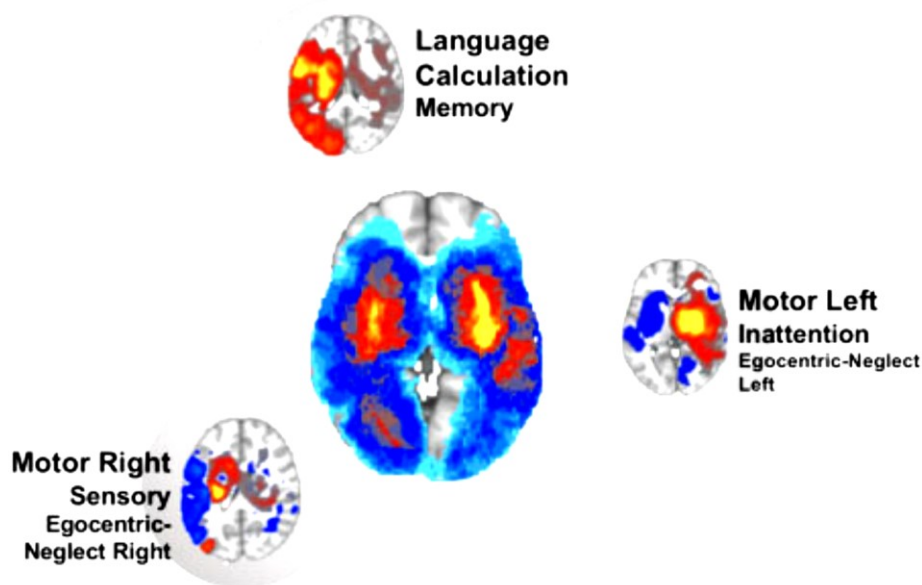 Language
Calculation
Memory
Motor Left
Inattention
Egocentric-Neglect
Left
Motor Right
Sensory
Egocentric-
Neglect Right